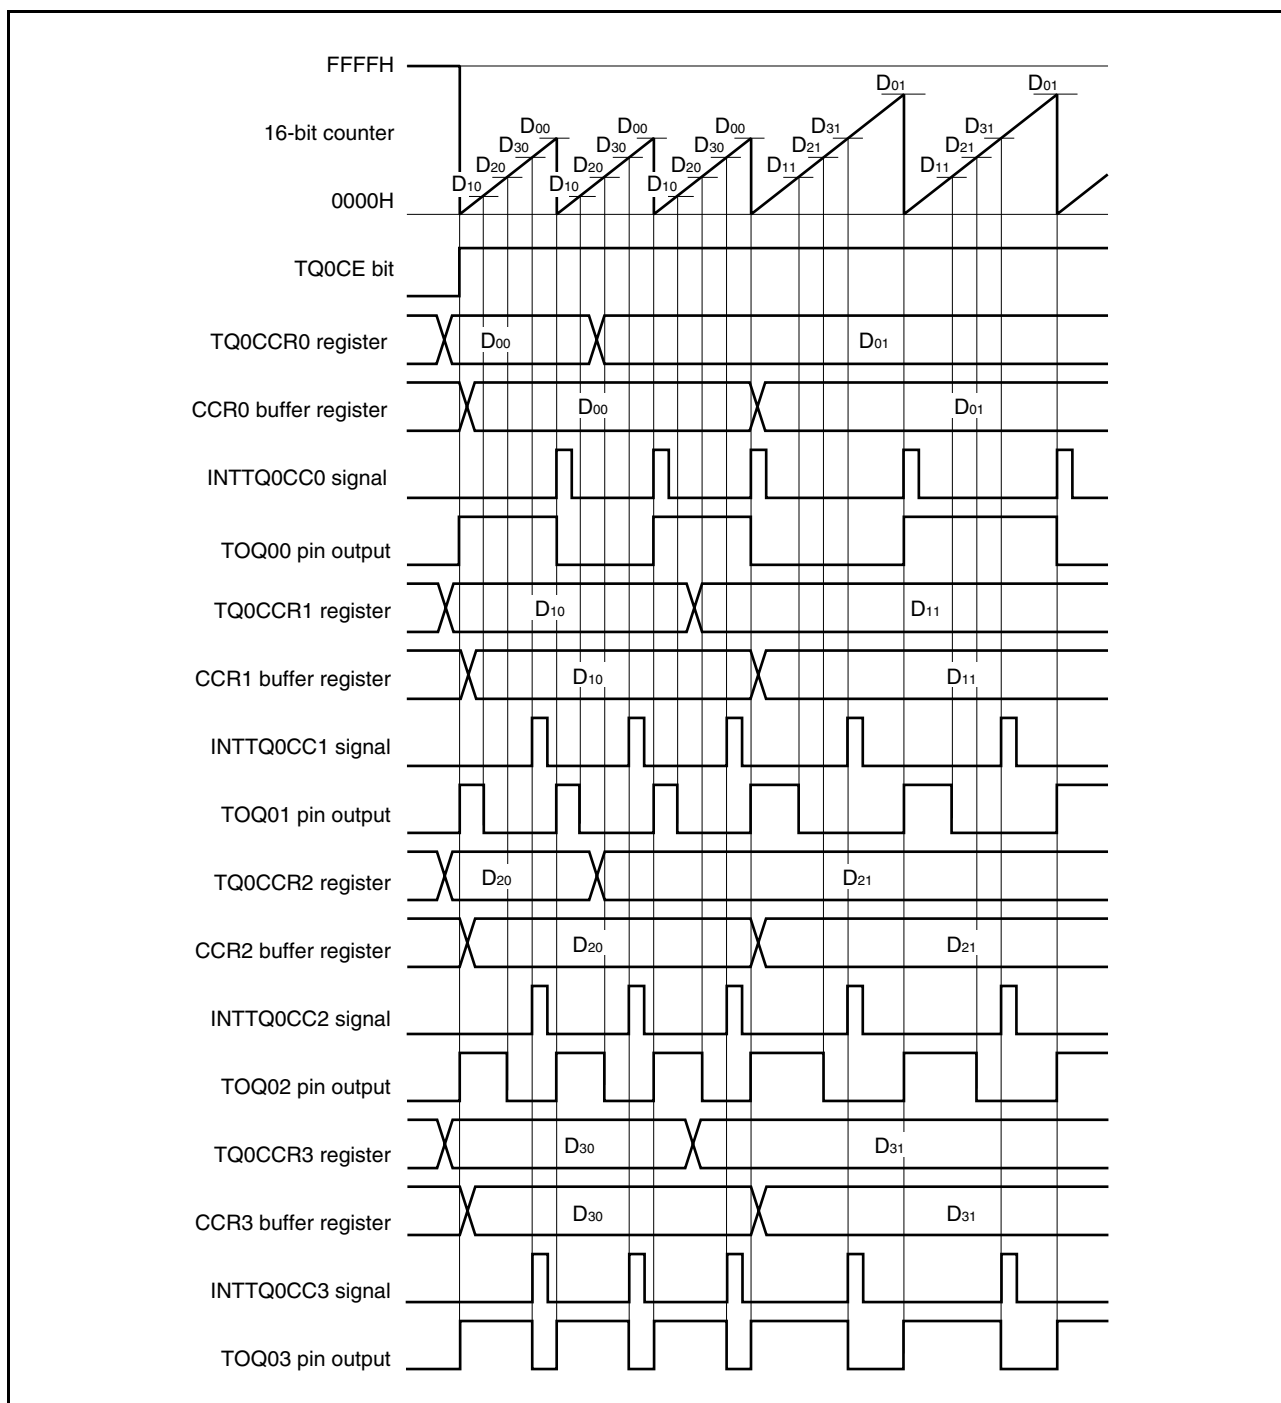 FFFFH
16-bit counter
0000H
D10 D20 D30 D00 D10 D20 D30 D00 D10 D20 D30 D00 D11 D21 D31 D01 D11 D21 D31 D01
TQ0CE bit
TQ0CCR0 register D00 D01
CCR0 buffer register D00 D01
INTTQ0CC0 signal
TOQ00 pin output
TQ0CCR1 register D10 D11
CCR1 buffer register D10 D11
INTTQ0CC1 signal
TOQ01 pin output
TQ0CCR2 register D20 D21
CCR2 buffer register D20 D21
INTTQ0CC2 signal
TOQ02 pin output
TQ0CCR3 register D30 D31
CCR3 buffer register D30 D31
INTTQ0CC3 signal
TOQ03 pin output